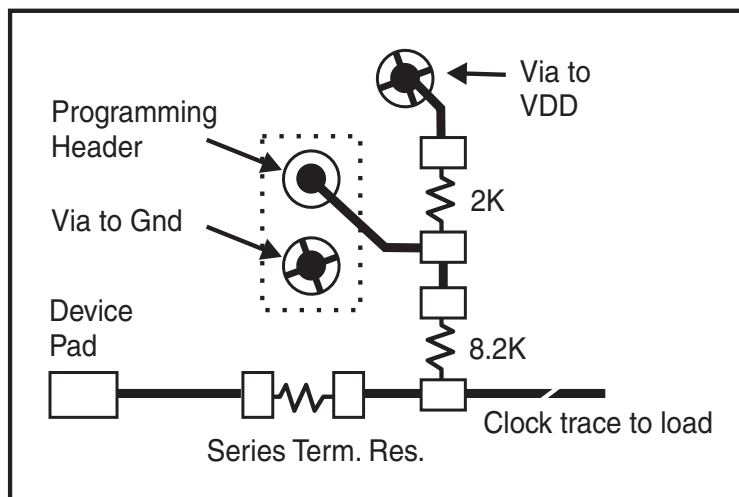 Via to
VDD
Programming
Header
2K
Via to Gnd
Device
Pad
8.2K
Clock trace to load
Series Term. Res.